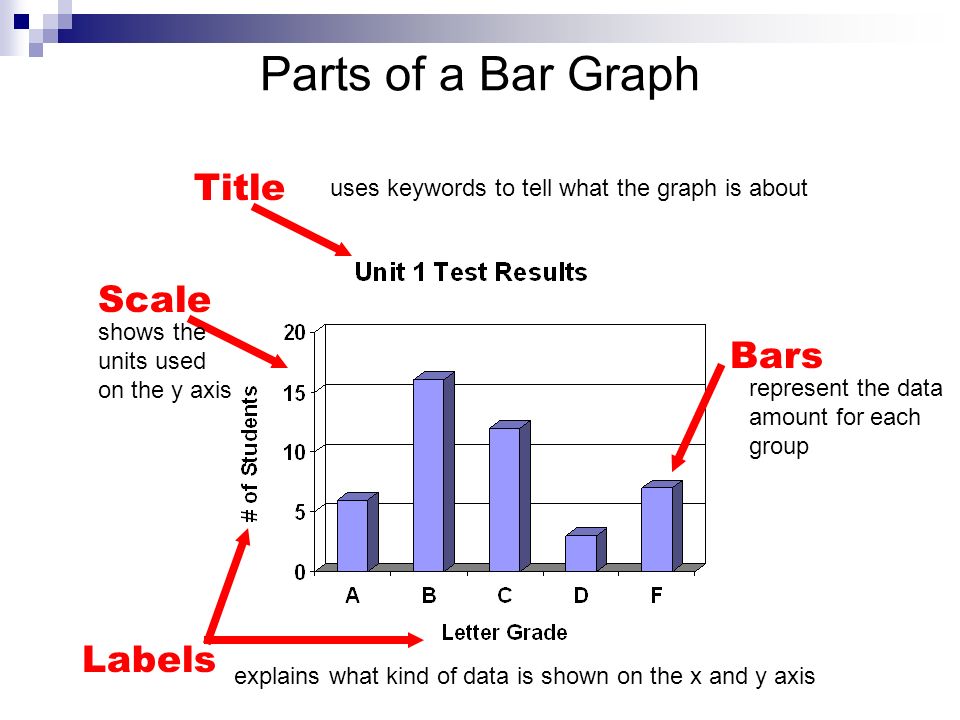 Parts of a Bar Graph
Title
uses keywords to tell what the graph is about
Unit 1 Test Results
Scale
shows the
units used
on the y axis
Bars
represent the data
amount for each
group
# of Students
20
15
10
5
0
A B C D F
Letter Grade
Labels
explains what kind of data is shown on the x and y axis